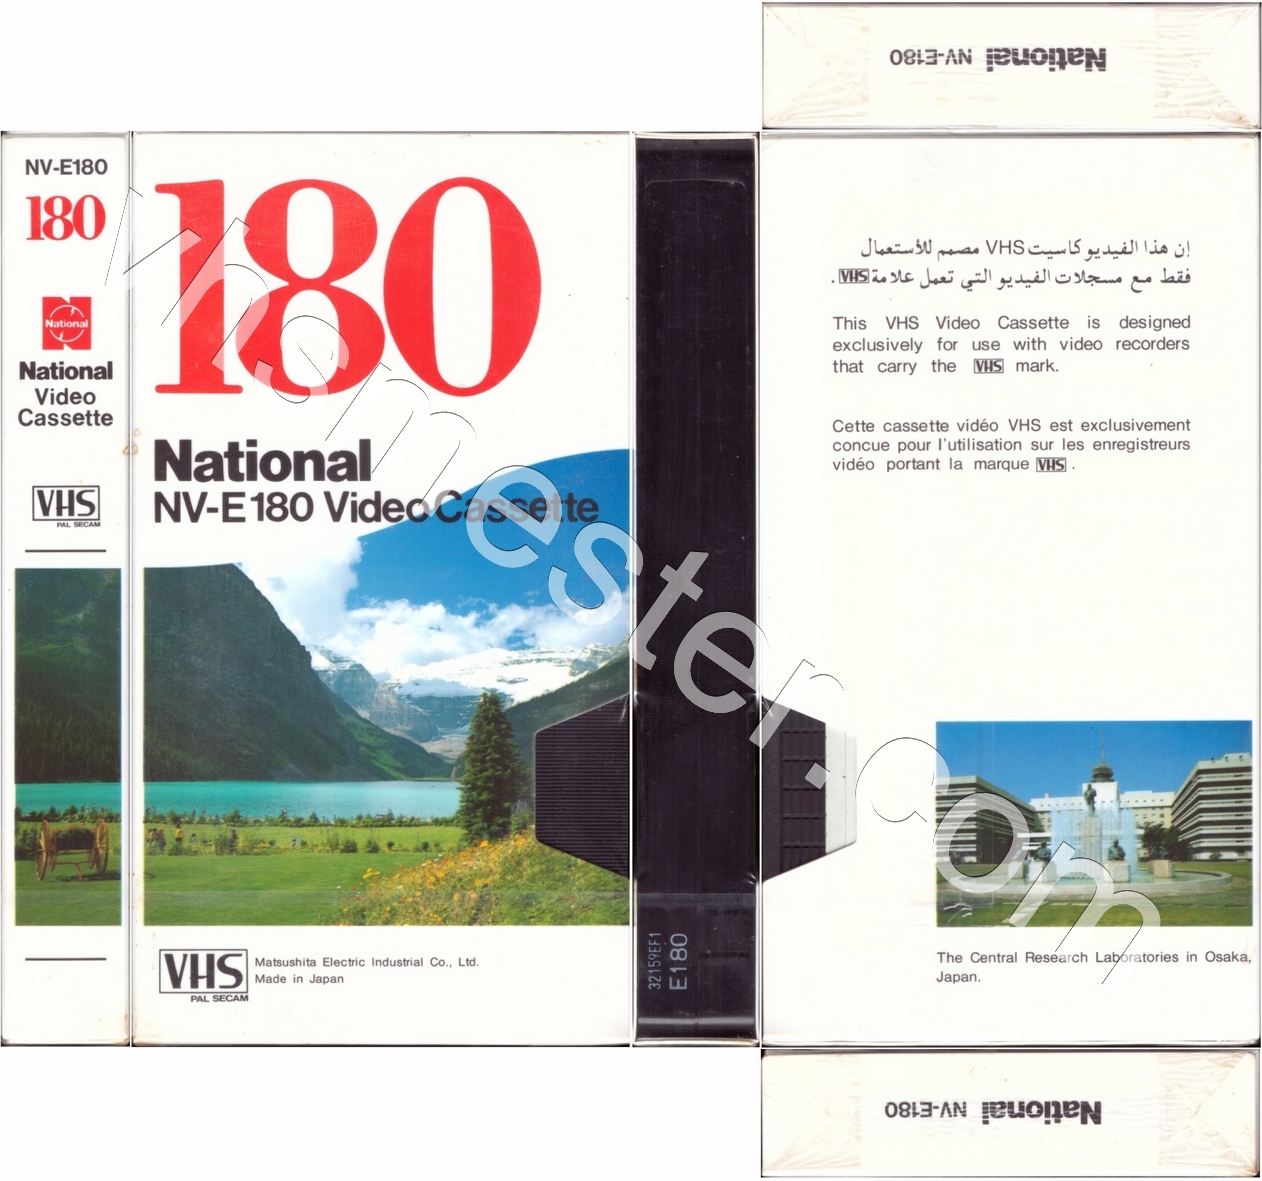 NV-E180
180
National
National
Video
Cassette
VHS
PAL SECAM
180
National
NV-E180 Video Cassette
VHS
PAL SECAM
Matsushita Electric Industrial Co., Ltd.
Made in Japan
32159EF1
E180
National NV-E180
إن هذا الفيديو كاسيت VHS مصمم للأستعمال
فقط مع مسجلات الفيديو التي تعمل علامة VHS .
This VHS Video Cassette is designed
exclusively for use with video recorders
that carry the VHS mark.
Cette cassette vidéo VHS est exclusivement
concue pour l'utilisation sur les enregistreurs
vidéo portant la marque VHS .
The Central Research Laboratories in Osaka,
Japan.
National NV-E180
vhsmester.com